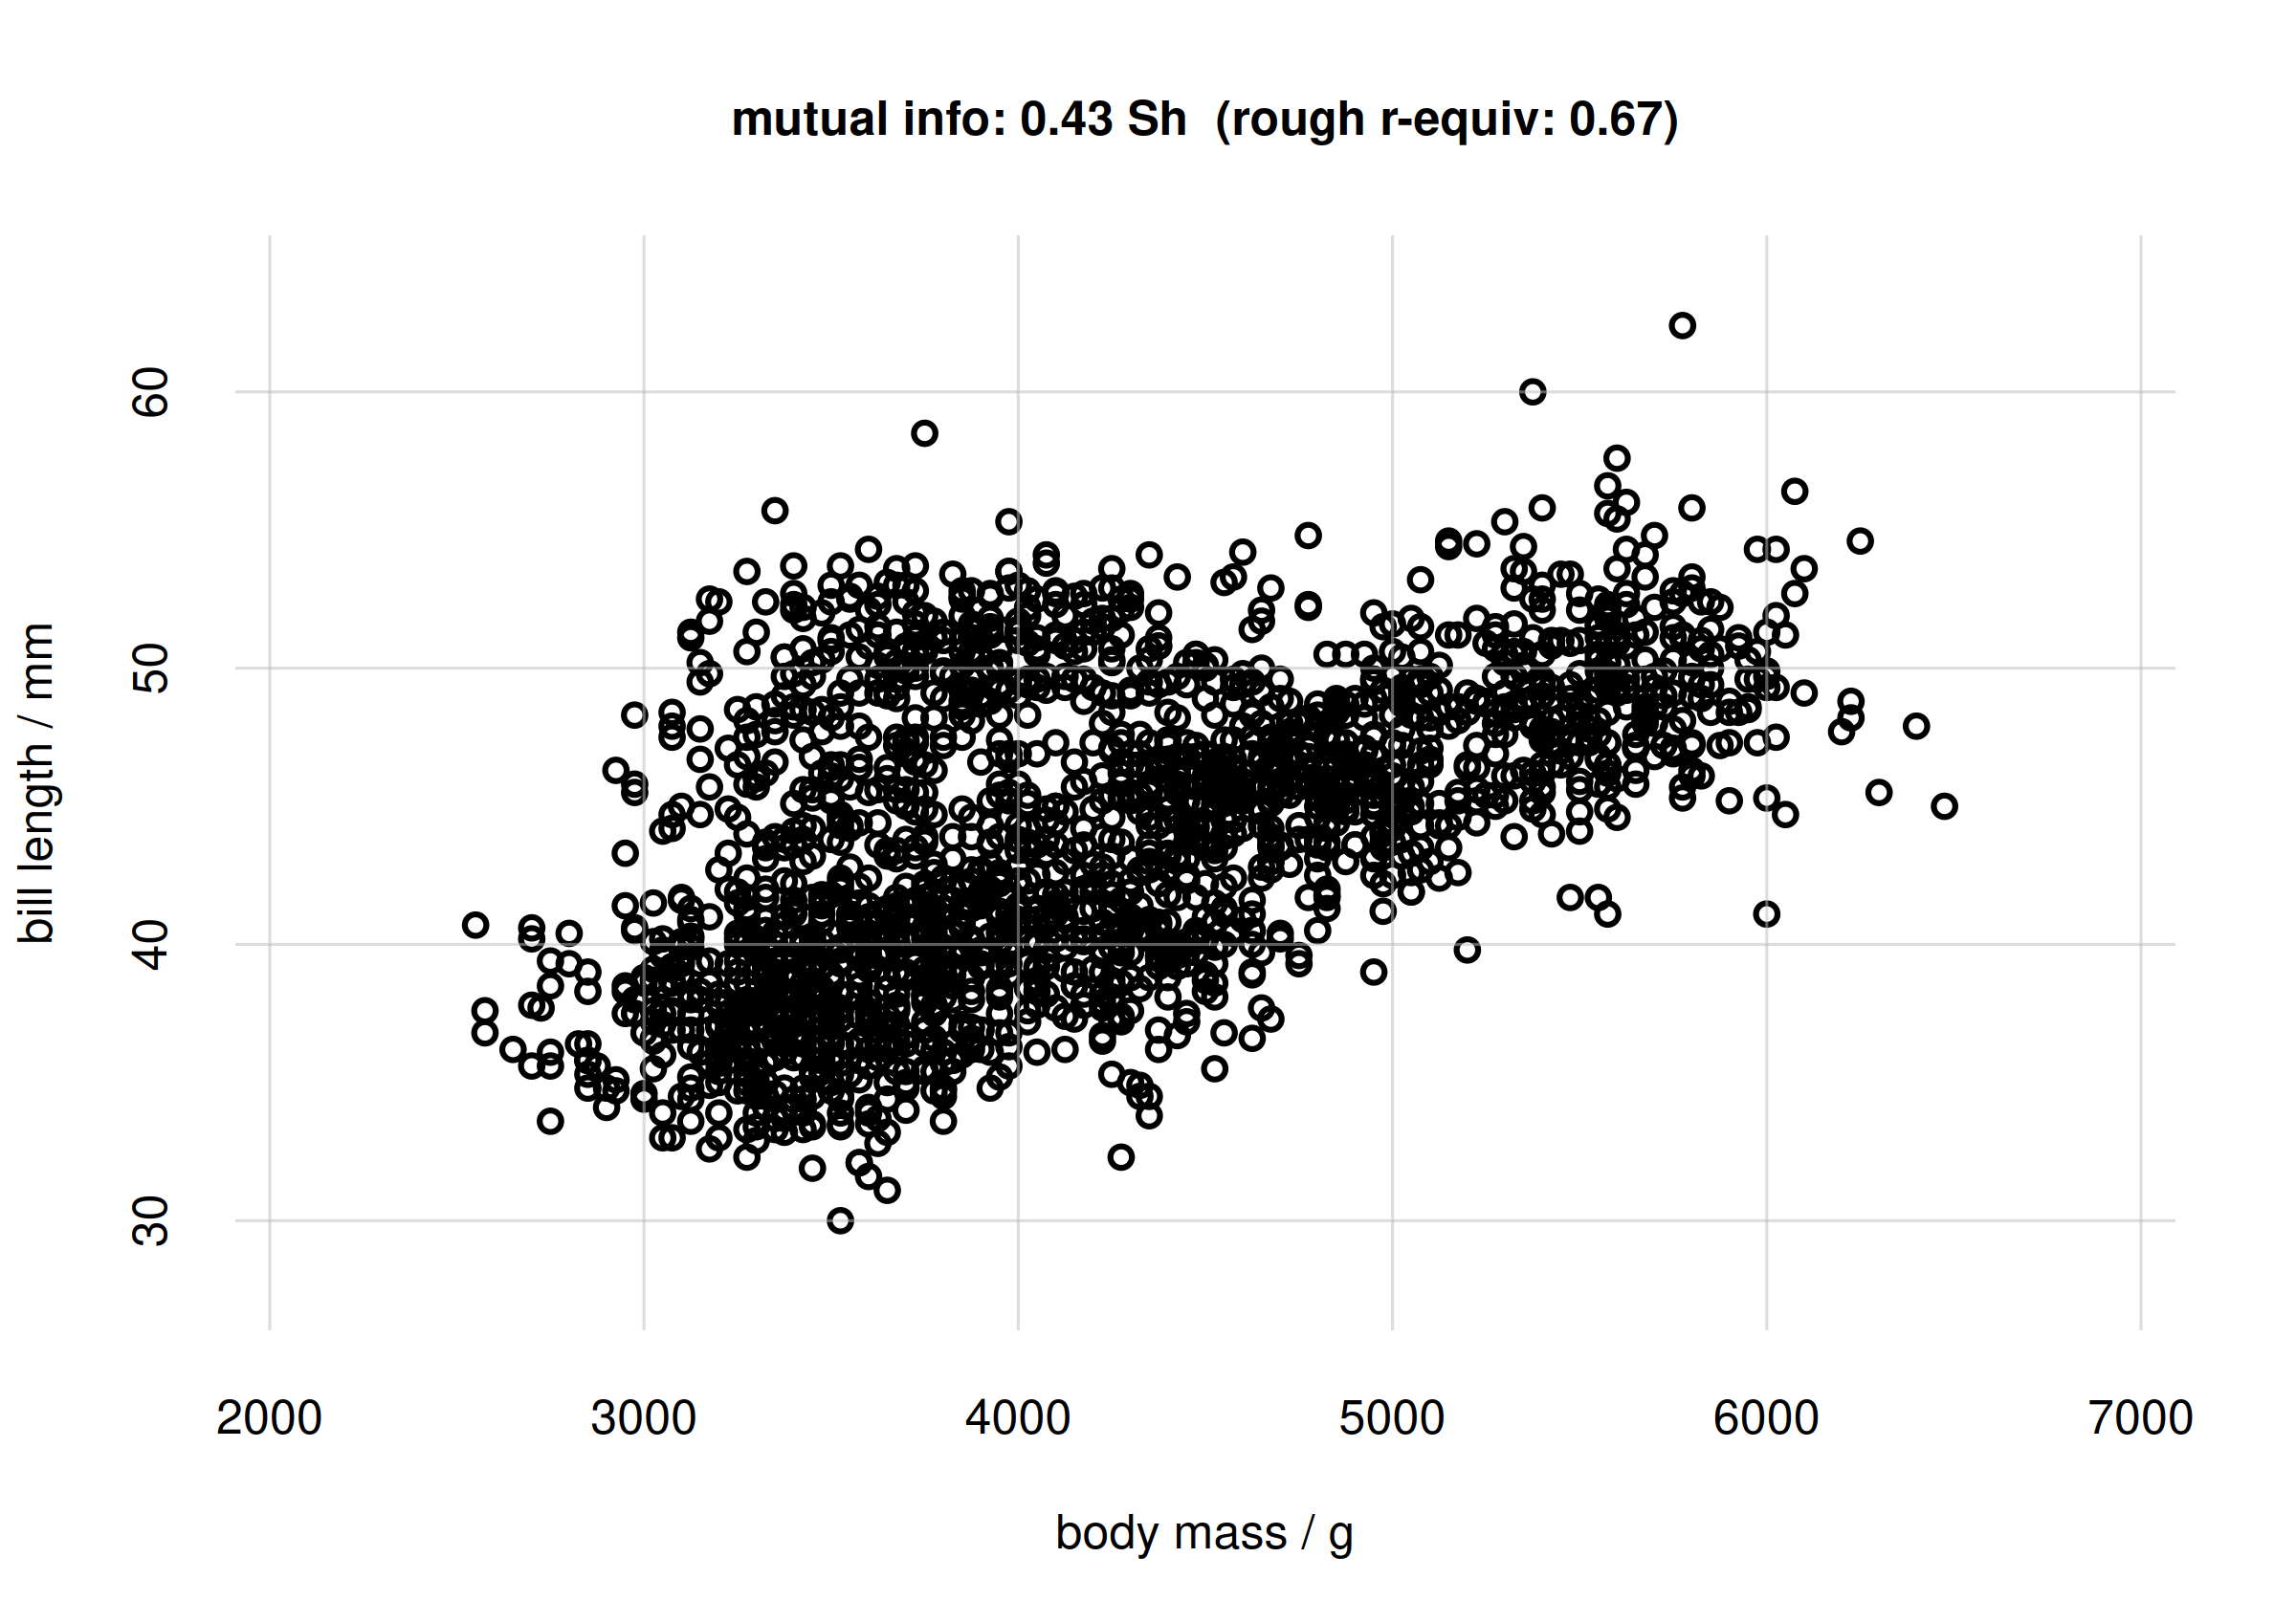 mutual info: 0.43 Sh  (rough r-equiv: 0.67)
bill length / mm
60
50
40
30
2000 3000 4000 5000 6000 7000
body mass / g